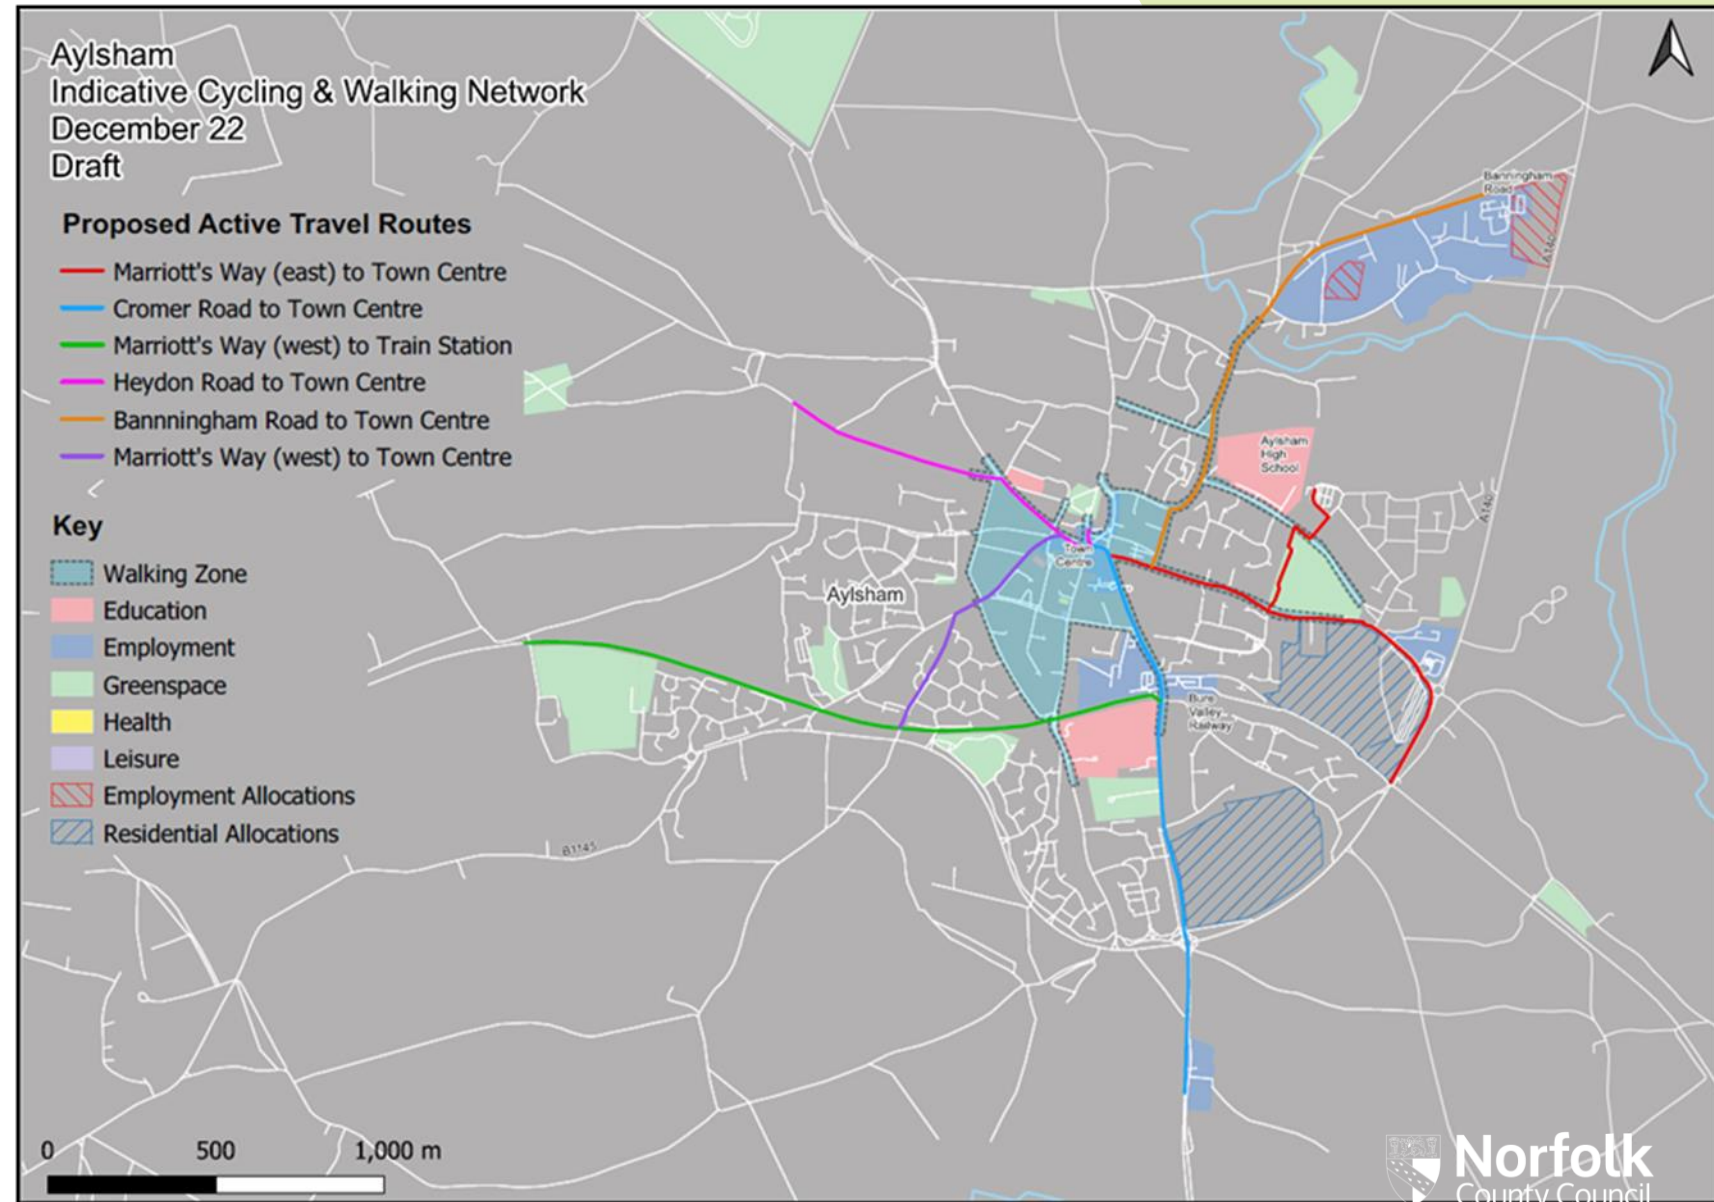 Aylsham
Indicative Cycling & Walking Network
December 22
Draft
Proposed Active Travel Routes
Marriott's Way (east) to Town Centre
Cromer Road to Town Centre
Marriott's Way (west) to Train Station
Heydon Road to Town Centre
Bannningham Road to Town Centre
Marriott's Way (west) to Town Centre
Key
Walking Zone
Education
Employment
Greenspace
Health
Leisure
Employment Allocations
Residential Allocations
Banningham
Road
A140
Aylsham
High
School
A140
Town
Centre
Aylsham
Bure
Valley
Railway
B1145
0 500 1,000 m
Norfolk
County Council